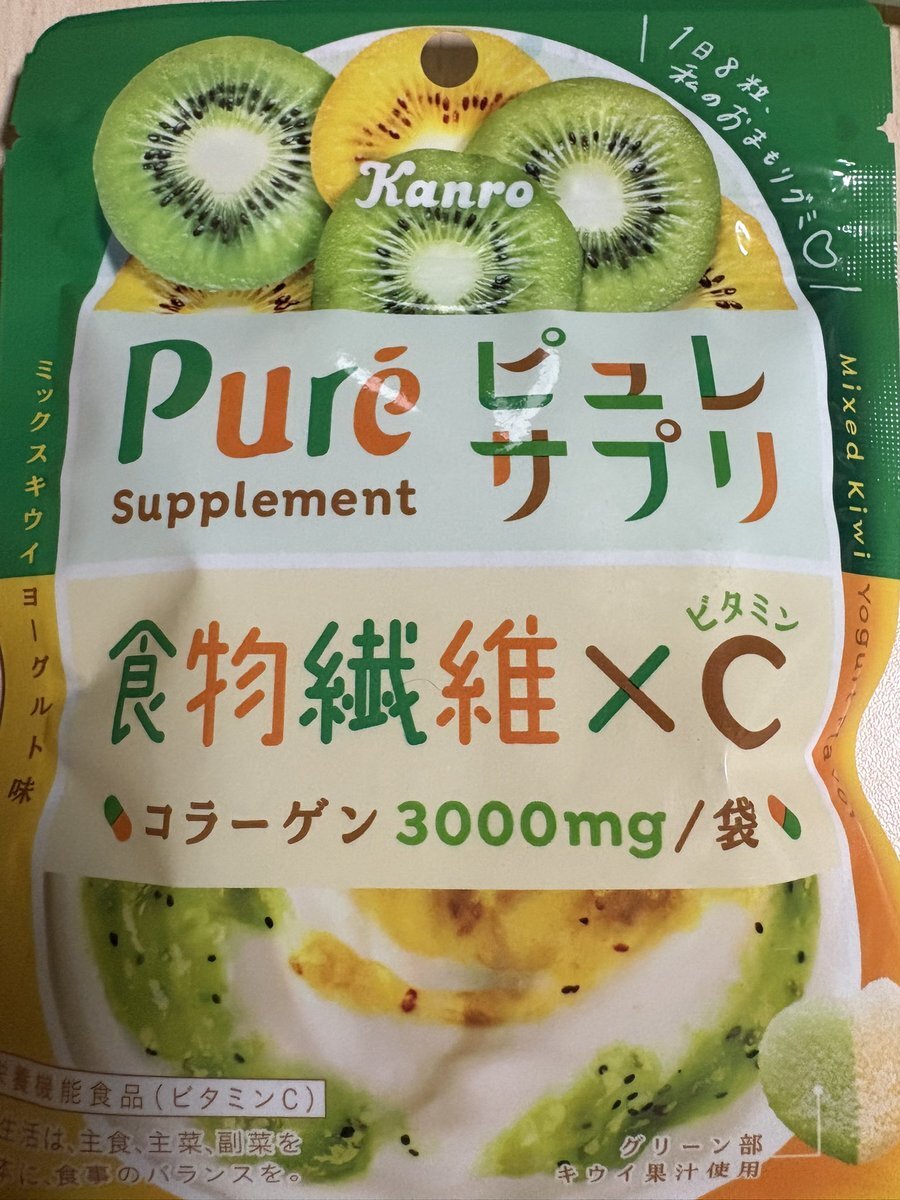 1日8粒、
私のおまもりグミ♡
Kanro
Puré
Supplement
ピュレ
サプリ
ミックスキウイヨーグルト味
Mixed Kiwi Yogurt Flavor
食物繊維×C
ビタミン
コラーゲン3000mg/袋
栄養機能食品(ビタミンC)
生活は、主食、主菜、副菜を
本に、食事のバランスを。
グリーン部
キウイ果汁使用